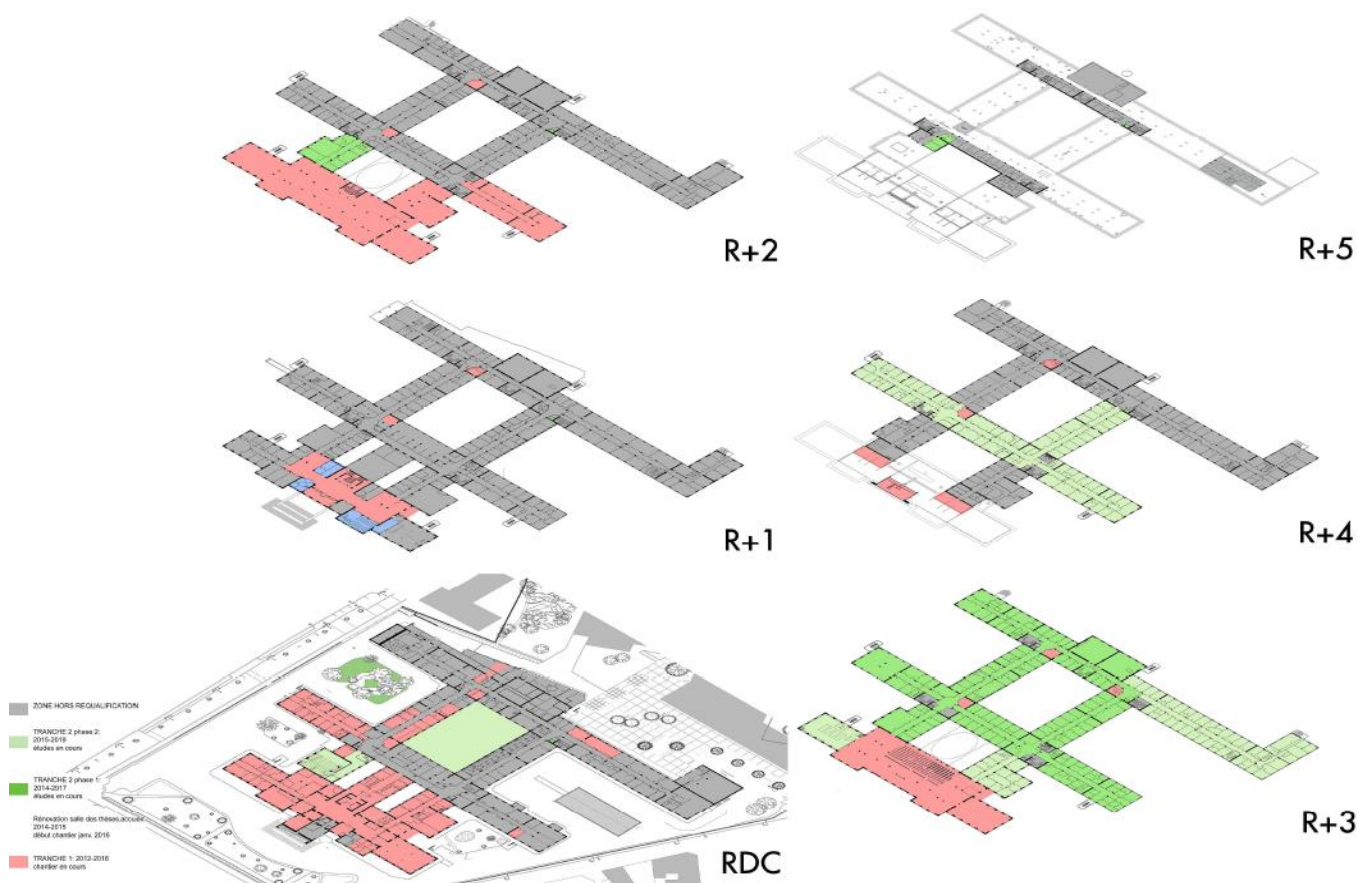 R+2
R+5
R+1
R+4
ZONE HORS REQUALIFICATION
TRANCHE 2 phase 2:
2015-2019
études en cours
TRANCHE 2 phase 1:
2014-2017
études en cours
Rénovation salle des thèses,accueil
2014-2015
début chantier janv. 2016
TRANCHE 1: 2012-2016
chantier en cours
RDC
R+3